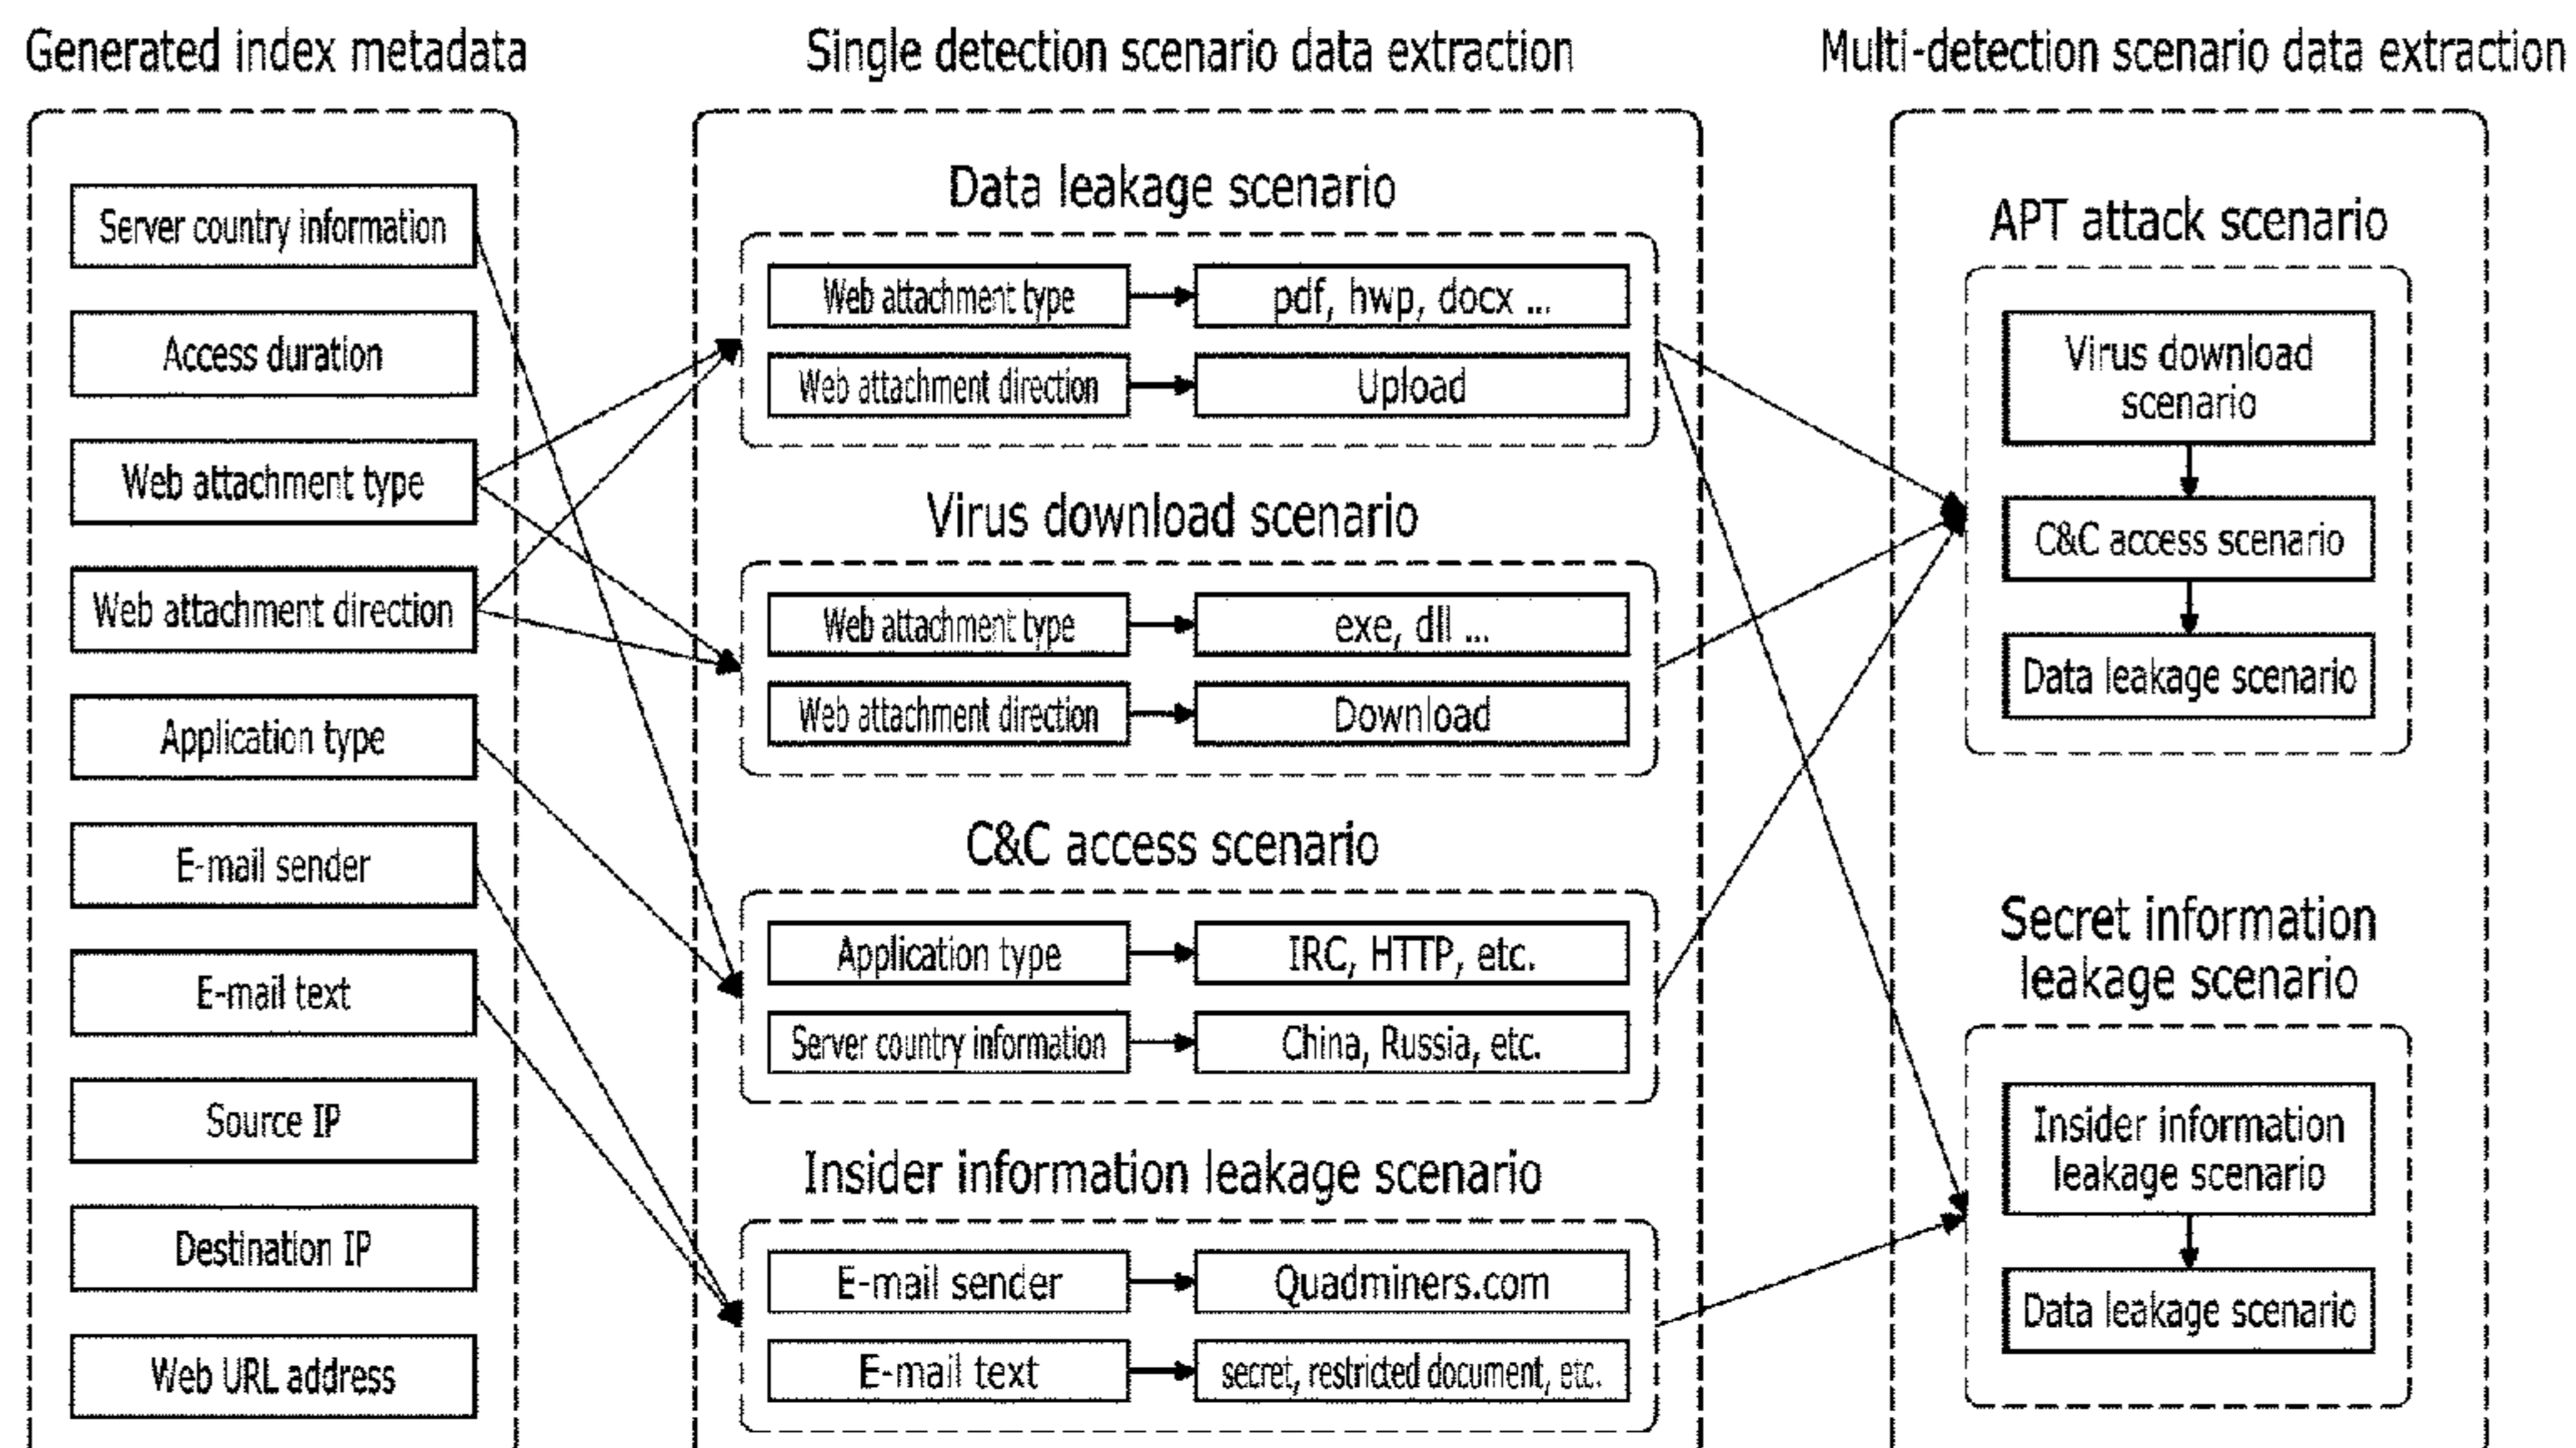 Generated index metadata
Server country information
Access duration
Web attachment type
Web attachment direction
Application type
E-mail sender
E-mail text
Source IP
Destination IP
Web URL address
Single detection scenario data extraction
Data leakage scenario
Web attachment type
pdf, hwp, docx ...
Web attachment direction
Upload
Virus download scenario
Web attachment type
exe, dll ...
Web attachment direction
Download
C&C access scenario
Application type
IRC, HTTP, etc.
Server country information
China, Russia, etc.
Insider information leakage scenario
E-mail sender
Quadminers.com
E-mail text
secret, restricted document, etc.
Multi-detection scenario data extraction
APT attack scenario
Virus download
scenario
C&C access scenario
Data leakage scenario
Secret information
leakage scenario
Insider information
leakage scenario
Data leakage scenario